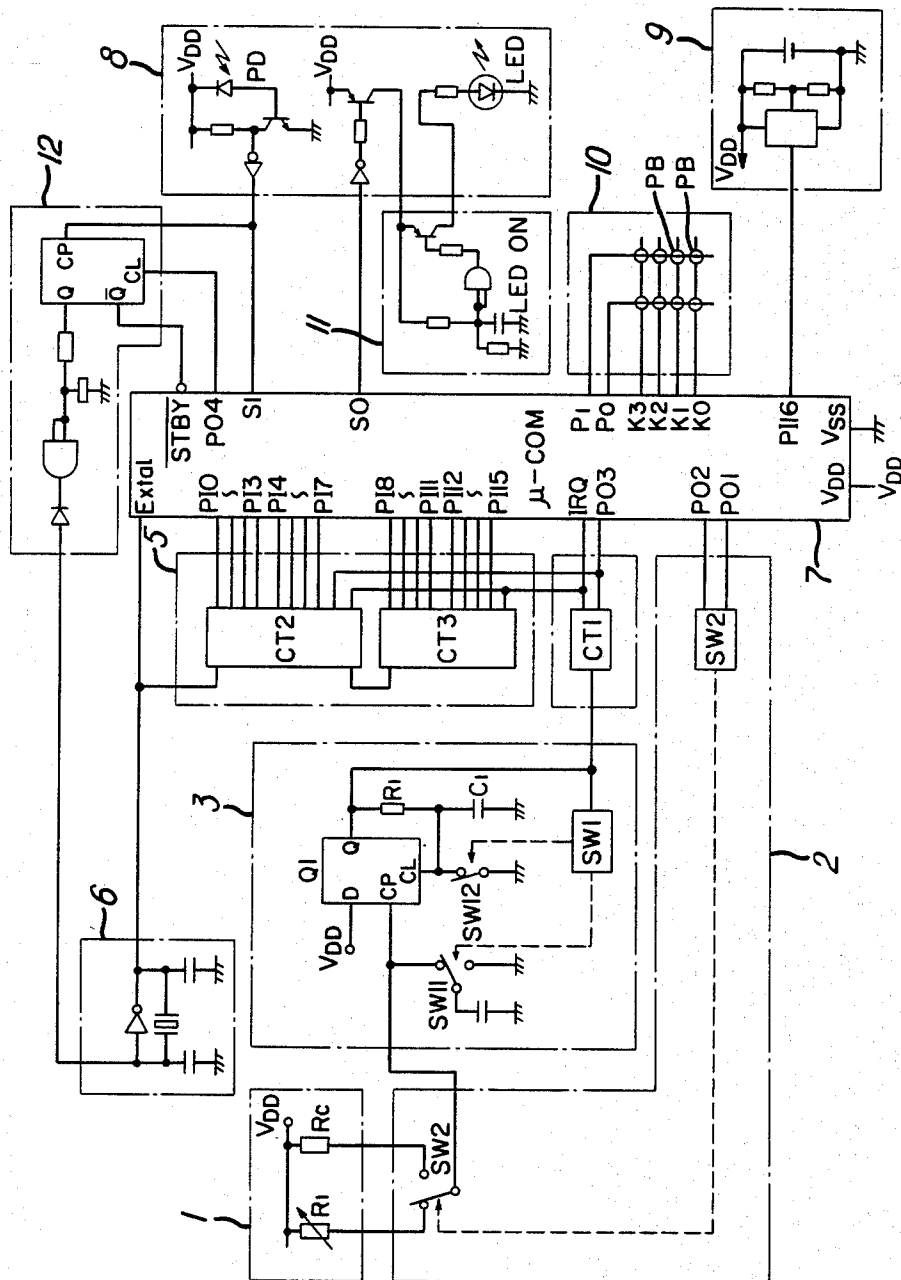 8
VDD
PD
VDD
LED
9
VDD
12
CP
Q
Q̅
CL
11
LED ON
10
PB
PB
S̅T̅B̅Y̅
PO4
SI
SO
P1
P0
K3
K2
K1
K0
PI16
Extal
μ-COM
VSS
PI0
∫
PI3
PI4
∫
PI7
PI8
∫
PI11
PI12
∫
PI15
IRQ
PO3
PO2
PO1
VDD
VDD
7
5
CT2
CT3
CT1
SW2
6
3
Q1
D
Q
CP
CL
R1
C1
VDD
SW12
SW11
SW1
2
1
VDD
R1
RC
SW2